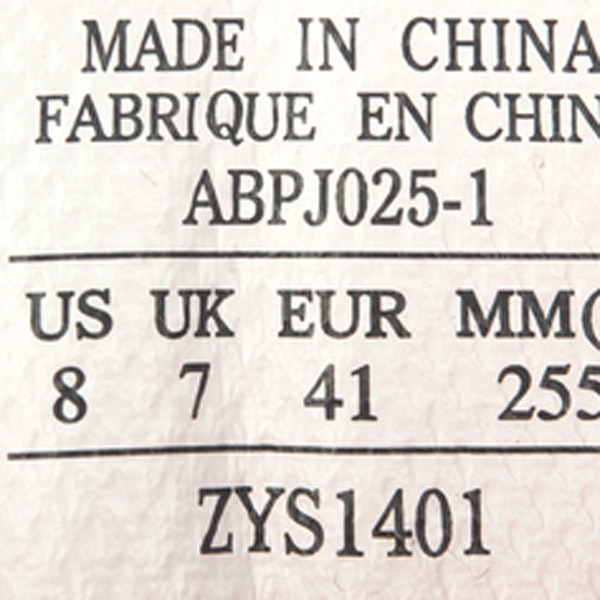 MADE IN CHINA
FABRIQUE EN CHIN
ABPJ025-1
US UK EUR MM(
8 7 41 255
ZYS1401